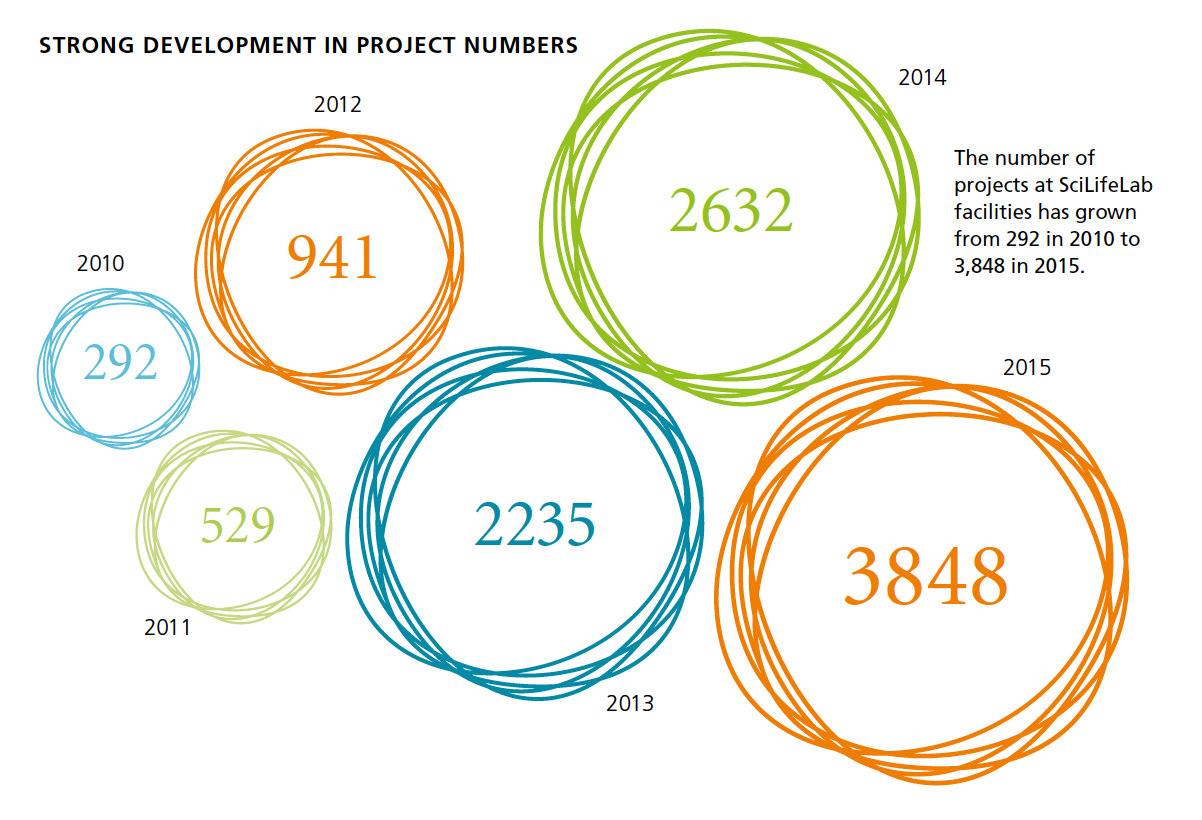 STRONG DEVELOPMENT IN PROJECT NUMBERS
2010
292
2011
529
2012
941
2013
2235
2014
2632
2015
3848
The number of
projects at SciLifeLab
facilities has grown
from 292 in 2010 to
3,848 in 2015.